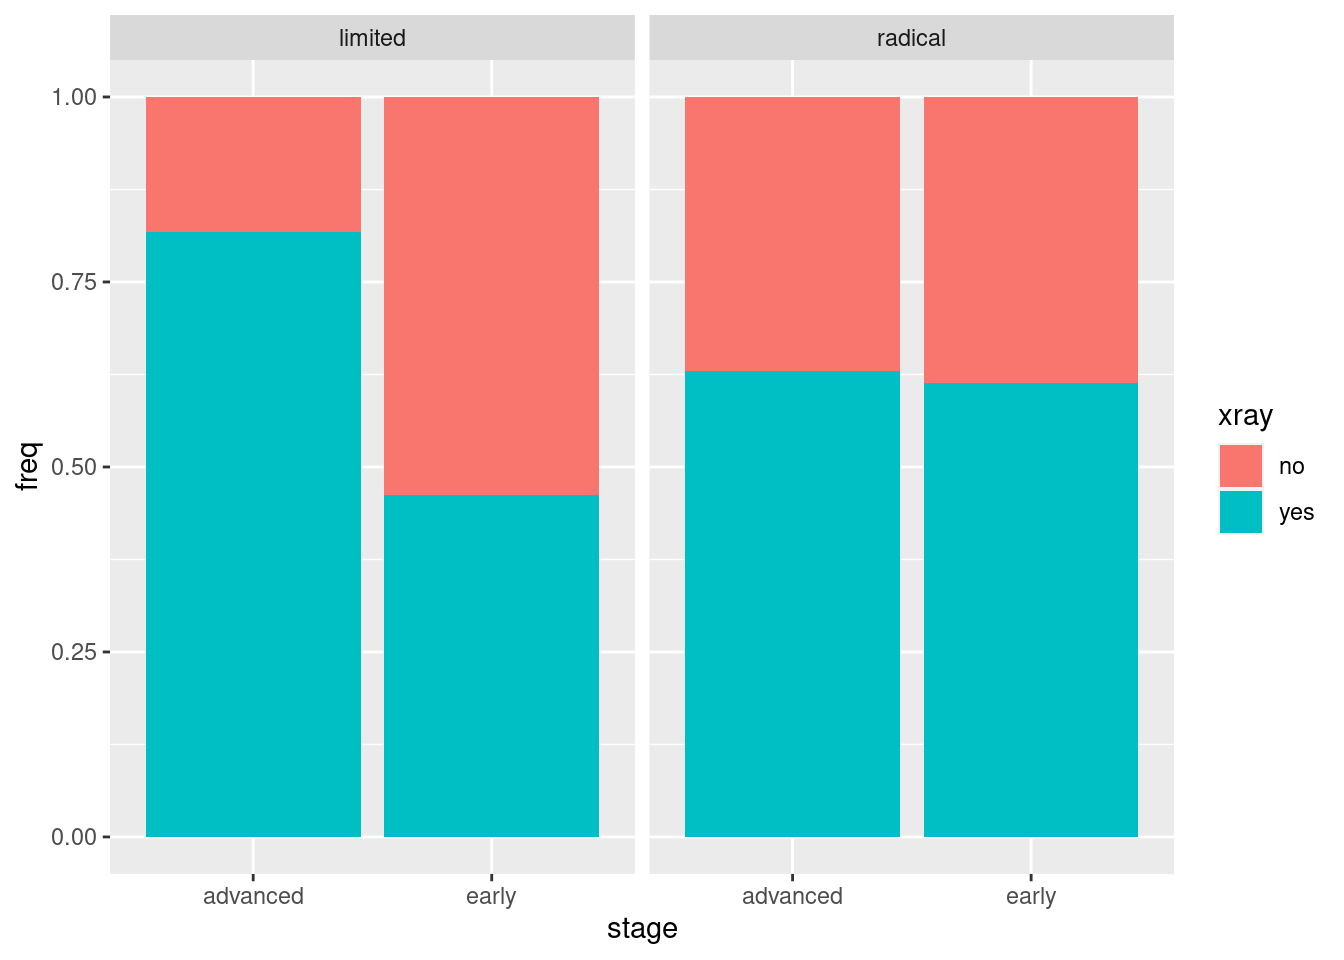 limited radical
1.00
0.75
0.50
0.25
0.00
freq
advanced early advanced early
stage
xray
no
yes